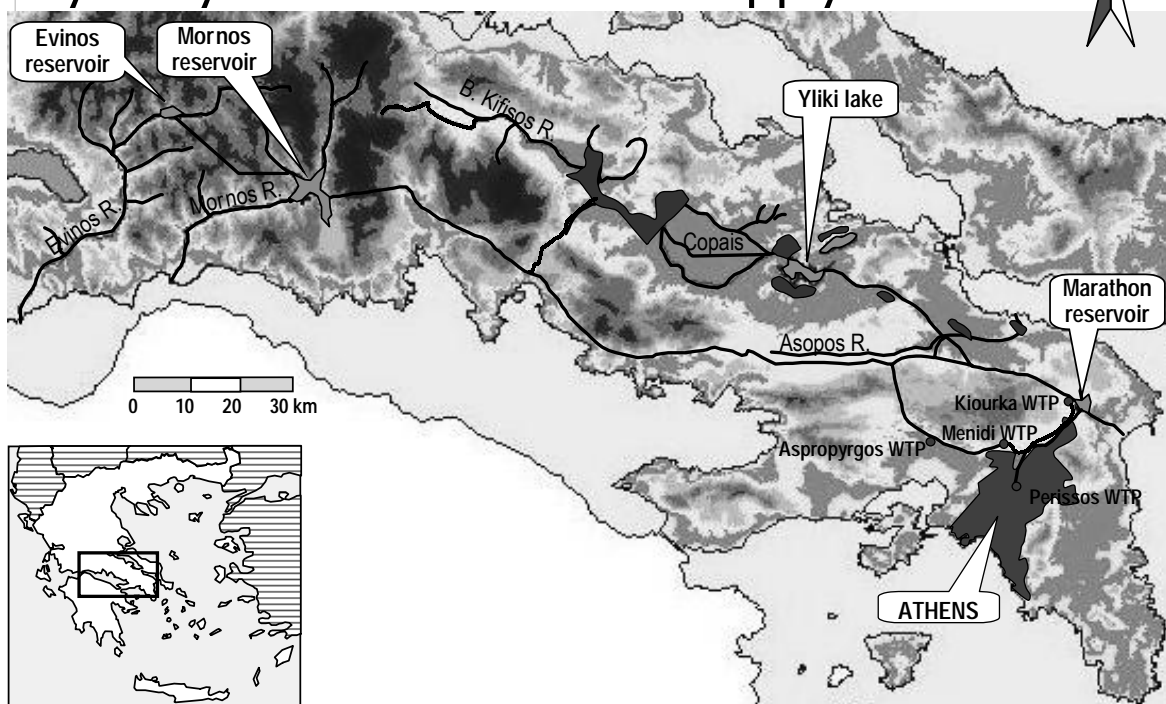 Evinos
reservoir
Mornos
reservoir
B. Kifisos R.
Yliki lake
Mornos R.
Evinos R.
Copais
Marathon
reservoir
Asopos R.
0 10 20 30 km
Kiourka WTP
Menidi WTP
Aspropyrgos WTP
Perissos WTP
ATHENS